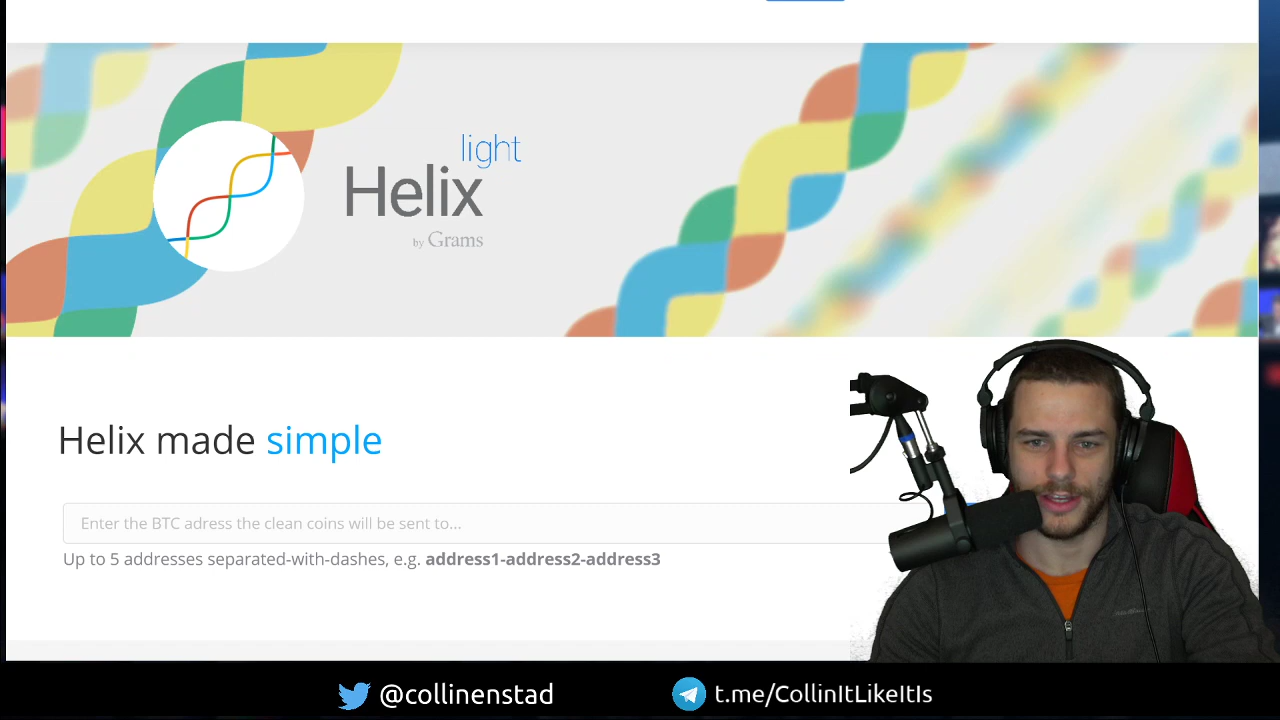 light
Helix
by Grams
Helix made simple
Enter the BTC adress the clean coins will be sent to...
Up to 5 addresses separated-with-dashes, e.g. address1-address2-address3
@collinenstad
t.me/CollinItLikeItIs